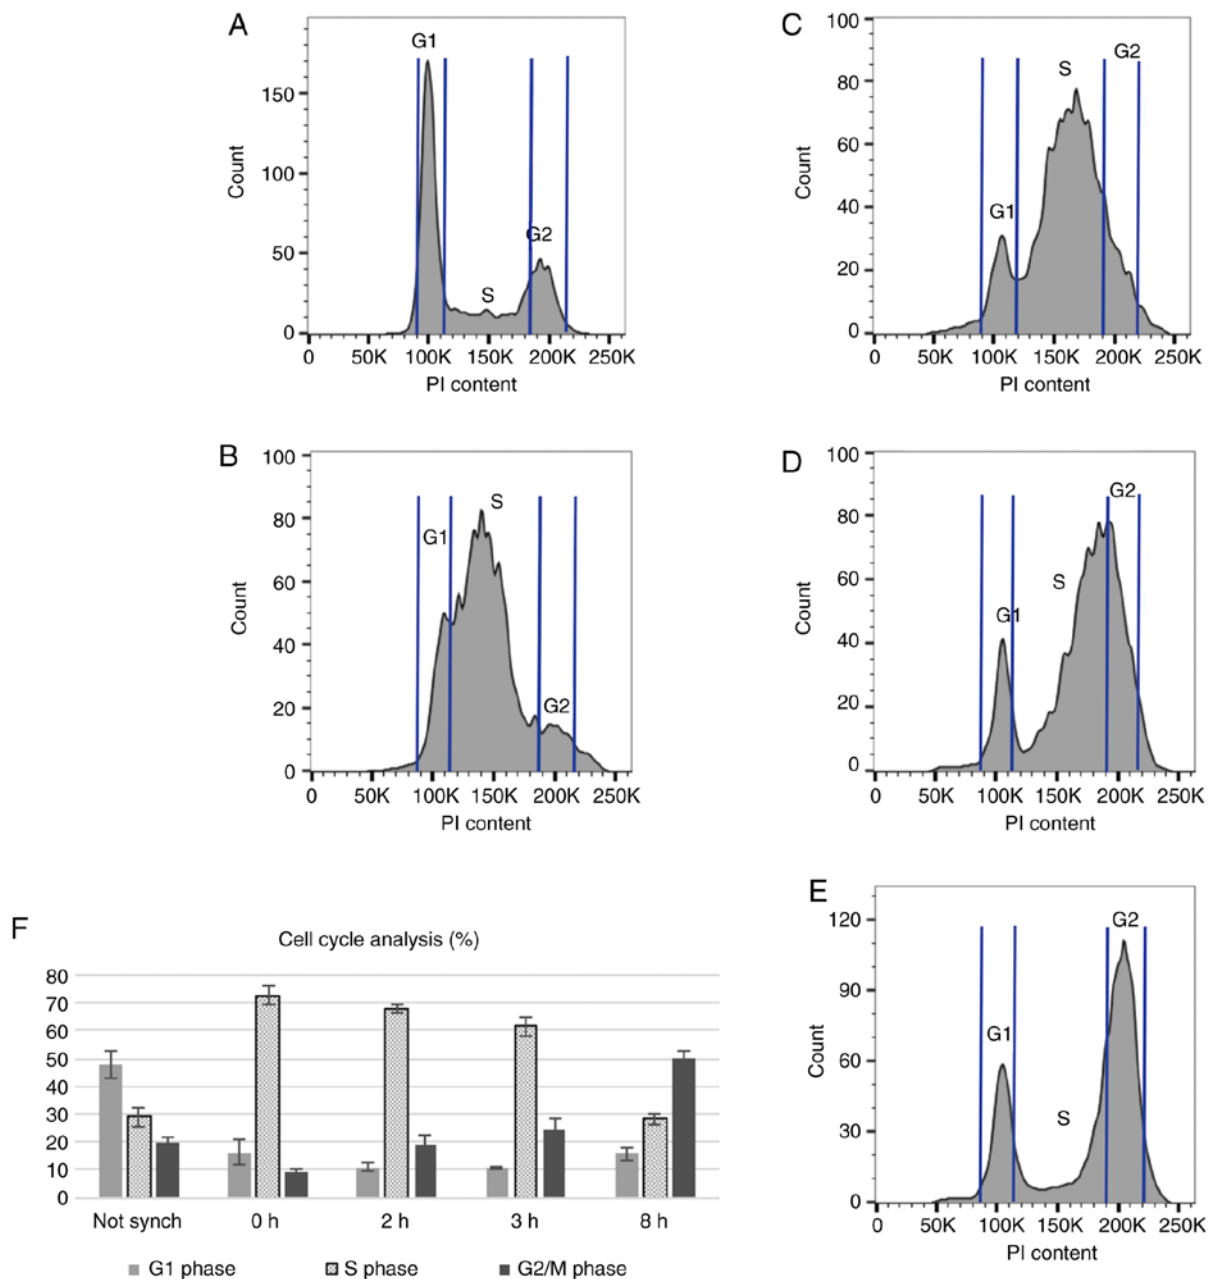 A
G1
150
100
50
0
Count
G2
S
0 50K 100K 150K 200K 250K
PI content
C
100
80
60
40
20
0
Count
G2
S
G1
0 50K 100K 150K 200K 250K
PI content
B
100
80
60
40
20
0
Count
S
G1
G2
0 50K 100K 150K 200K 250K
PI content
D
100
80
60
40
20
0
Count
G2
S
G1
0 50K 100K 150K 200K 250K
PI content
E
120
90
60
30
0
Count
G2
G1
S
0 50K 100K 150K 200K 250K
PI content
F
Cell cycle analysis (%)
80
70
60
50
40
30
20
10
0
Not synch 0 h 2 h 3 h 8 h
G1 phase S phase G2/M phase